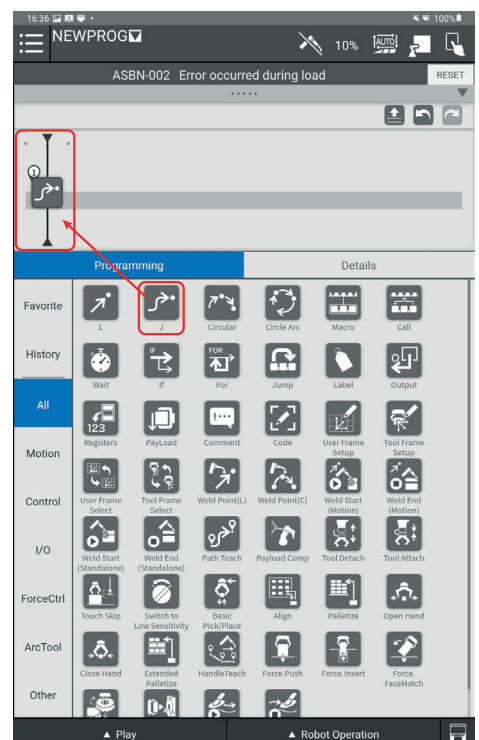 16:36
100%
NEWPROG
10%
AUTO
ASBN-002 Error occurred during load
RESET
1
Programming
Details
Favorite
L
J
Circular
Circle Arc
Macro
Call
History
IF
FOR
Wait
If
For
Jump
Label
Output
All
123
Registers
PayLoad
Comment
Code
User Frame
Setup
Tool Frame
Setup
Motion
Control
User Frame
Select
Tool Frame
Select
Weld Point(L)
Weld Point(C)
Weld Start
(Motion)
Weld End
(Motion)
I/O
Weld Start
(Standalone)
Weld End
(Standalone)
Path Teach
Payload Comp
Tool Detach
Tool Attach
ForceCtrl
Touch Skip
Switch to
Low Sensitivity
Basic
Pick/Place
Align
Palletize
Open Hand
ArcTool
Close Hand
Extended
Palletize
HandleTeach
Force.Push
Force.Insert
Force.
FaceMatch
Other
▲ Play
▲ Robot Operation